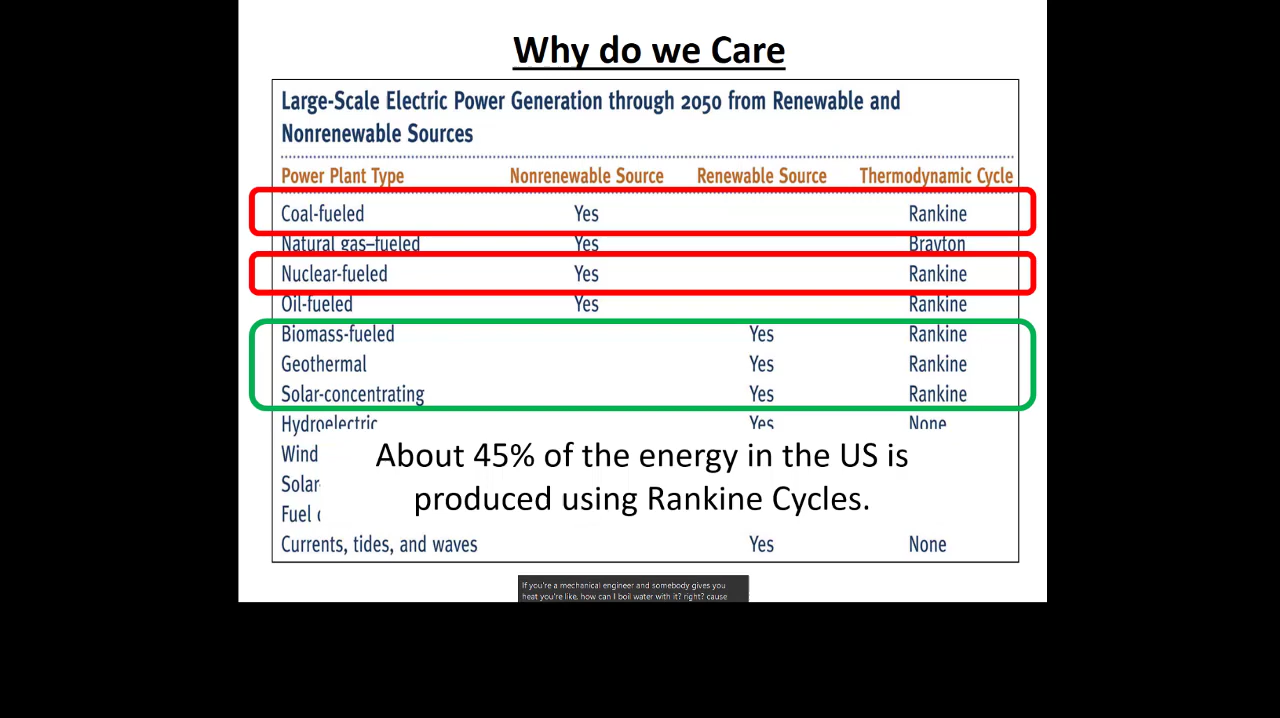 Why do we Care
Large-Scale Electric Power Generation through 2050 from Renewable and
Nonrenewable Sources
Power Plant Type Nonrenewable Source Renewable Source Thermodynamic Cycle
Coal-fueled Yes Rankine
Natural gas–fueled Yes Brayton
Nuclear-fueled Yes Rankine
Oil-fueled Yes Rankine
Biomass-fueled Yes Rankine
Geothermal Yes Rankine
Solar-concentrating Yes Rankine
Hydroelectric Yes None
Wind
Solar-
Fuel
About 45% of the energy in the US is
produced using Rankine Cycles.
Currents, tides, and waves Yes None
If you're a mechanical engineer and somebody gives you
heat you're like, how can I boil water with it? right? cause